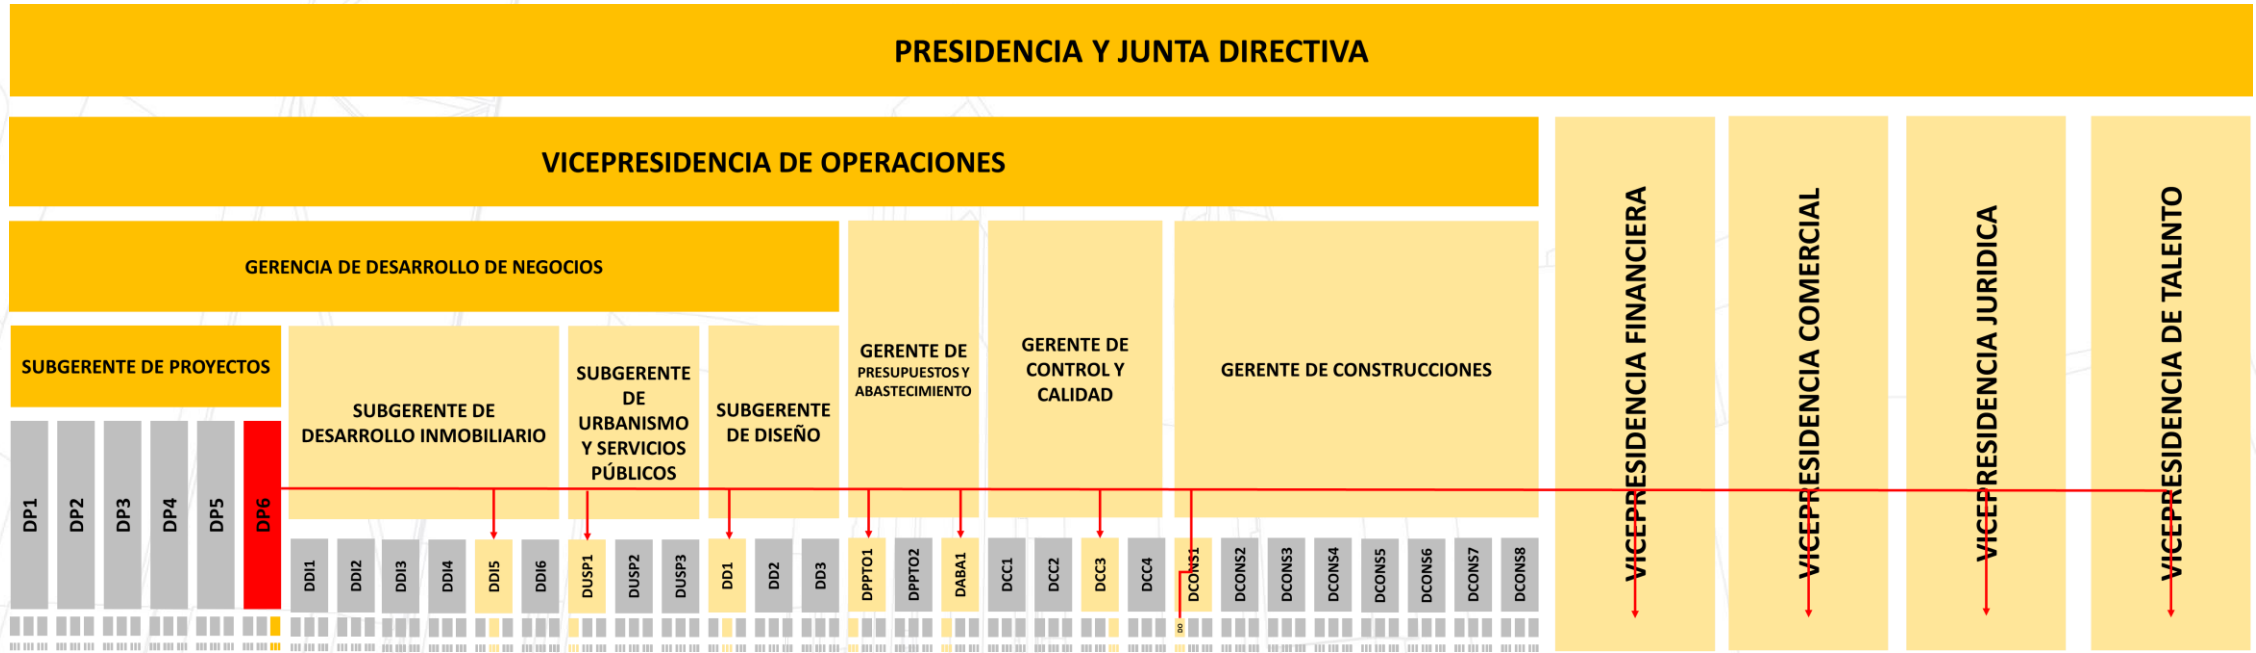 PRESIDENCIA Y JUNTA DIRECTIVA
VICEPRESIDENCIA DE OPERACIONES
VICEPRESIDENCIA FINANCIERA
VICEPRESIDENCIA COMERCIAL
VICEPRESIDENCIA JURIDICA
VICEPRESIDENCIA DE TALENTO
GERENCIA DE DESARROLLO DE NEGOCIOS
GERENTE DE
PRESUPUESTOS Y
ABASTECIMIENTO
GERENTE DE
CONTROL Y
CALIDAD
GERENTE DE CONSTRUCCIONES
SUBGERENTE DE PROYECTOS
SUBGERENTE DE
DESARROLLO INMOBILIARIO
SUBGERENTE
DE
URBANISMO
Y SERVICIOS
PÚBLICOS
SUBGERENTE
DE DISEÑO
DP1
DP2
DP3
DP4
DP5
DP6
DDI1
DDI2
DDI3
DDI4
DDI5
DDI6
DUSP1
DUSP2
DUSP3
DD1
DD2
DD3
DPPTO1
DPPTO2
DABA1
DCC1
DCC2
DCC3
DCC4
DCONS1
DCONS2
DCONS3
DCONS4
DCONS5
DCONS6
DCONS7
DCONS8
DO